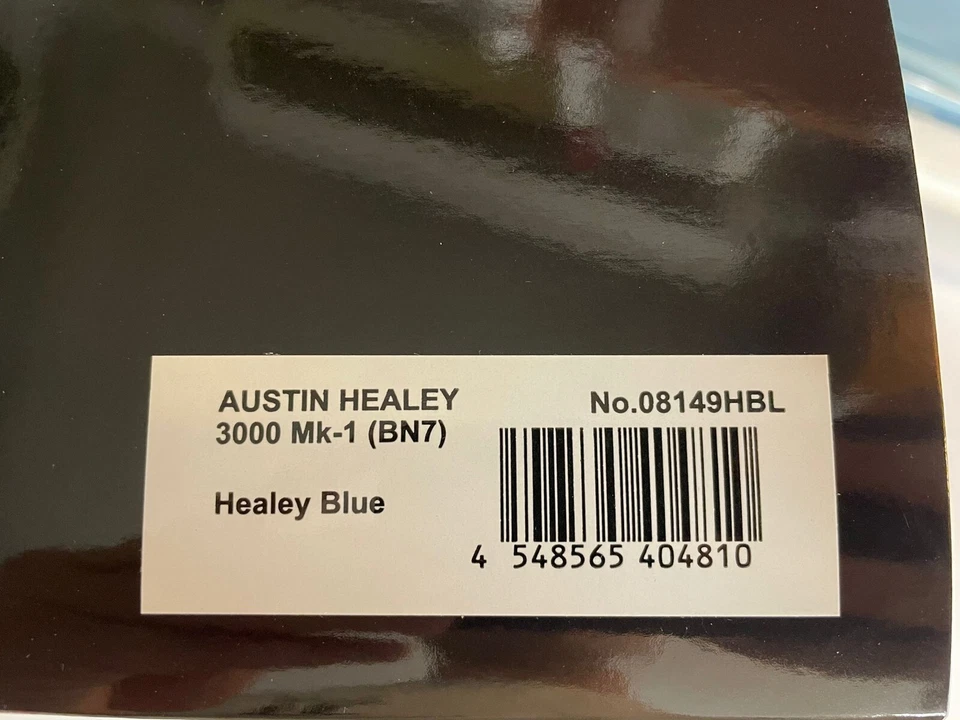 AUSTIN HEALEY
3000 Mk-1 (BN7)
Healey Blue
No.08149HBL
4 548565 404810